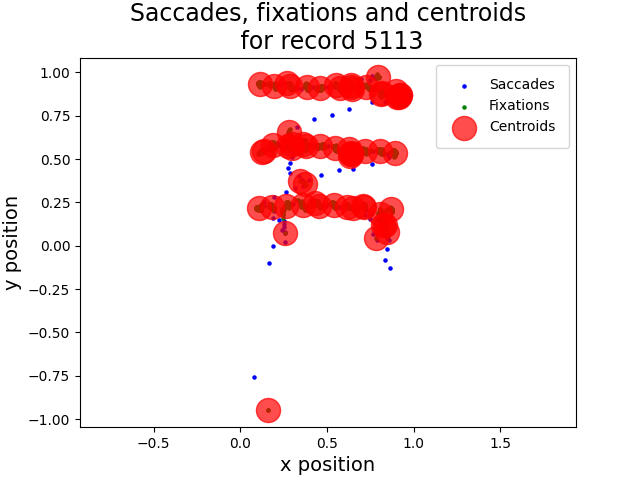 Saccades, fixations and centroids
for record 5113
Saccades
Fixations
Centroids
1.00
0.75
0.50
0.25
0.00
−0.25
−0.50
−0.75
−1.00
y position
−0.5
0.0
0.5
1.0
1.5
x position